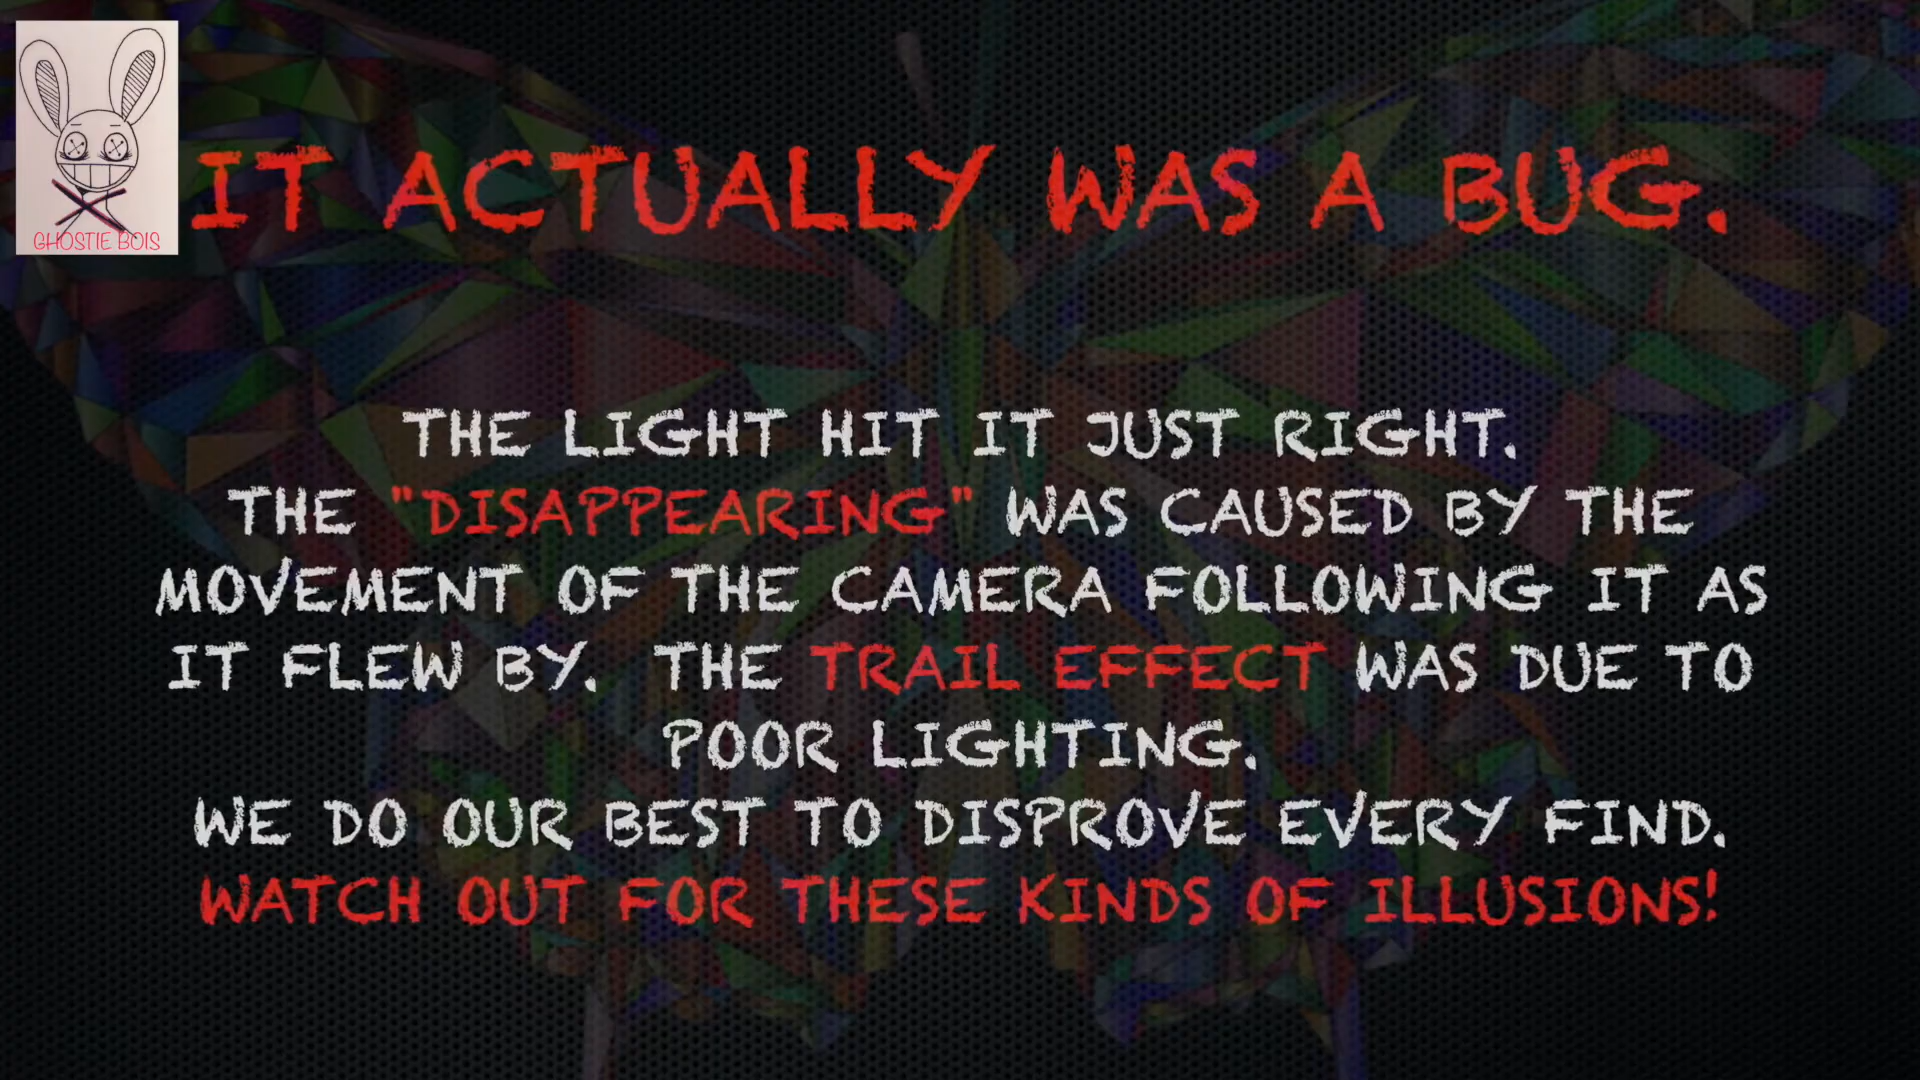 GHOSTIE BOIS
IT ACTUALLY WAS A BUG.
THE LIGHT HIT IT JUST RIGHT.
THE "DISAPPEARING" WAS CAUSED BY THE
MOVEMENT OF THE CAMERA FOLLOWING IT AS
IT FLEW BY. THE TRAIL EFFECT WAS DUE TO
POOR LIGHTING.
WE DO OUR BEST TO DISPROVE EVERY FIND.
WATCH OUT FOR THESE KINDS OF ILLUSIONS!